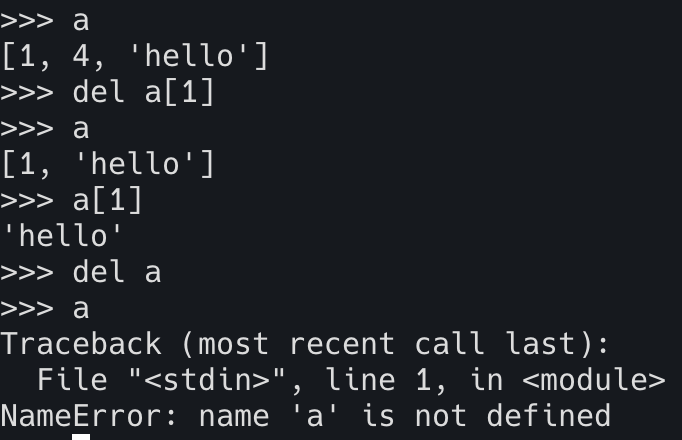 >>> a
[1, 4, 'hello']
>>> del a[1]
>>> a
[1, 'hello']
>>> a[1]
'hello'
>>> del a
>>> a
Traceback (most recent call last):
  File "<stdin>", line 1, in <module>
NameError: name 'a' is not defined